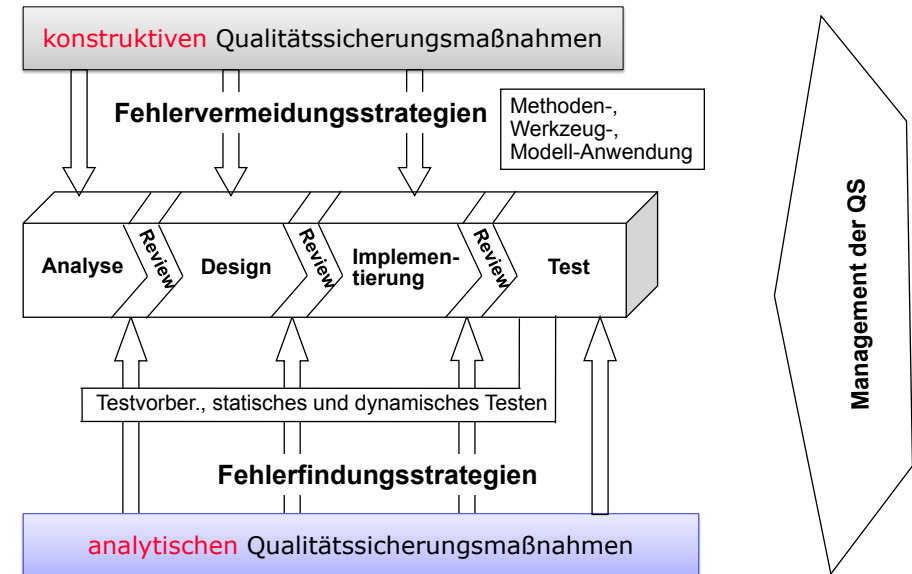 konstruktiven Qualitätssicherungsmaßnahmen
Fehlervermeidungsstrategien
Methoden-,
Werkzeug-,
Modell-Anwendung
Analyse
Review
Design
Review
Implemen-
tierung
Review
Test
Testvorber., statisches und dynamisches Testen
Fehlerfindungsstrategien
analytischen Qualitätssicherungsmaßnahmen
Management der QS